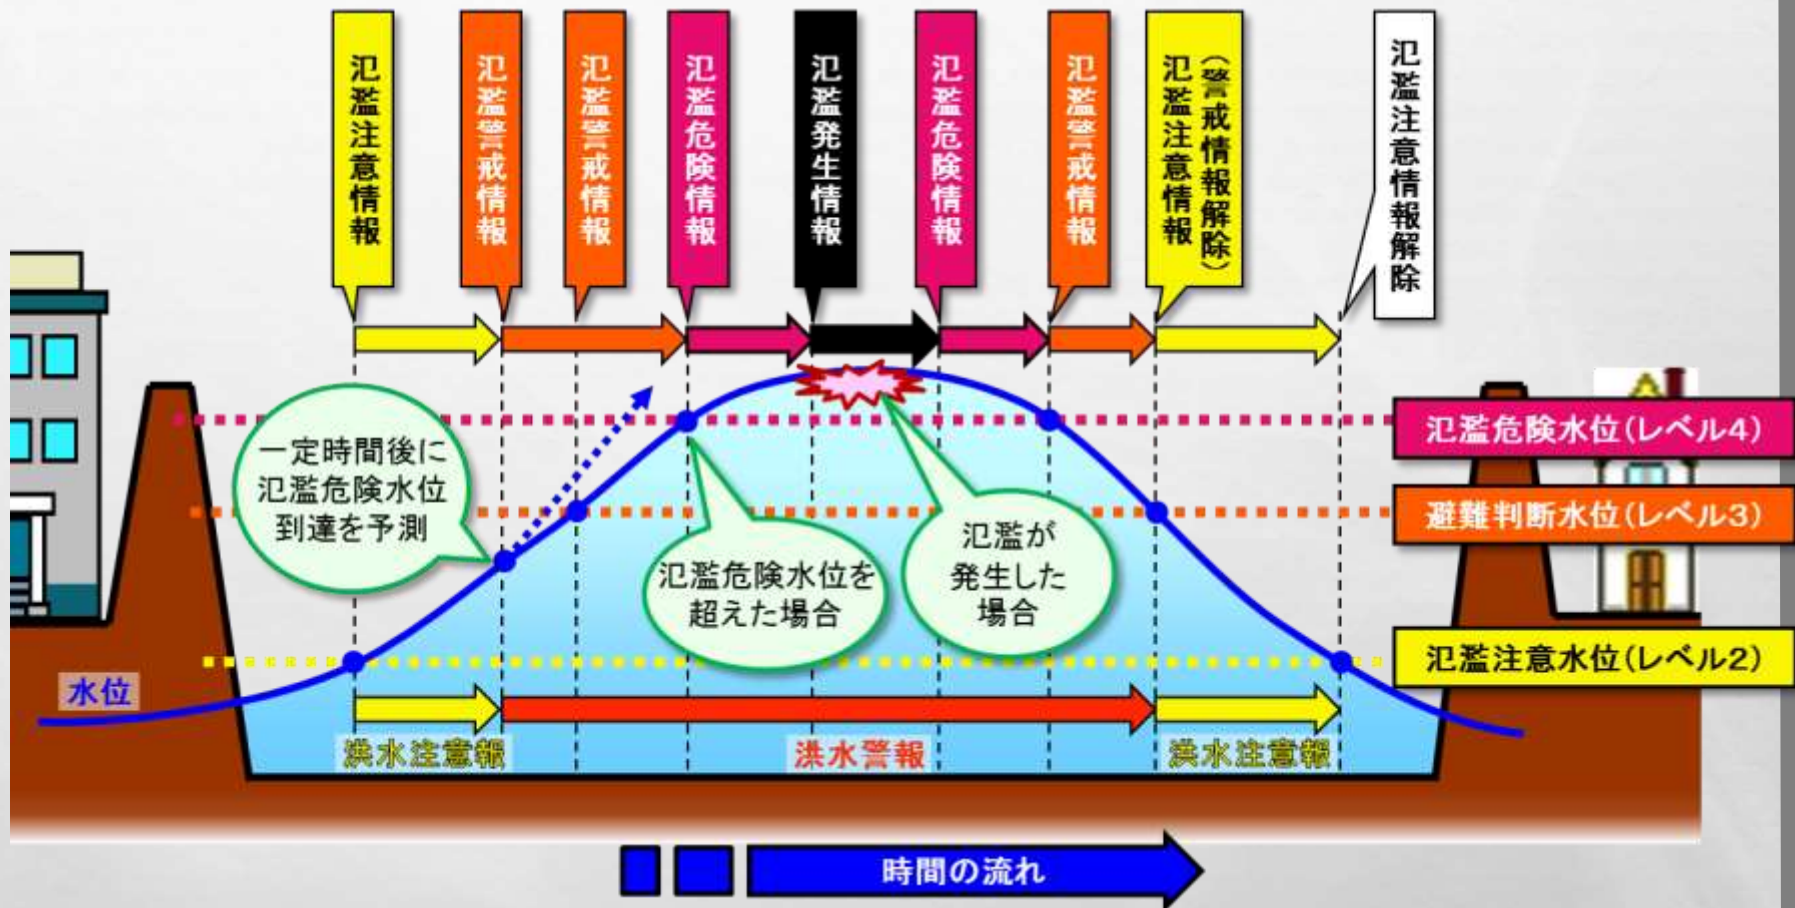 氾濫注意情報
氾濫警戒情報
氾濫警戒情報
氾濫危険情報
氾濫発生情報
氾濫危険情報
氾濫警戒情報
(警戒情報解除)
氾濫注意情報
氾濫注意情報解除
一定時間後に
氾濫危険水位
到達を予測
氾濫危険水位を
超えた場合
氾濫が
発生した
場合
氾濫危険水位(レベル4)
避難判断水位(レベル3)
氾濫注意水位(レベル2)
水位
洪水注意報
洪水警報
洪水注意報
時間の流れ